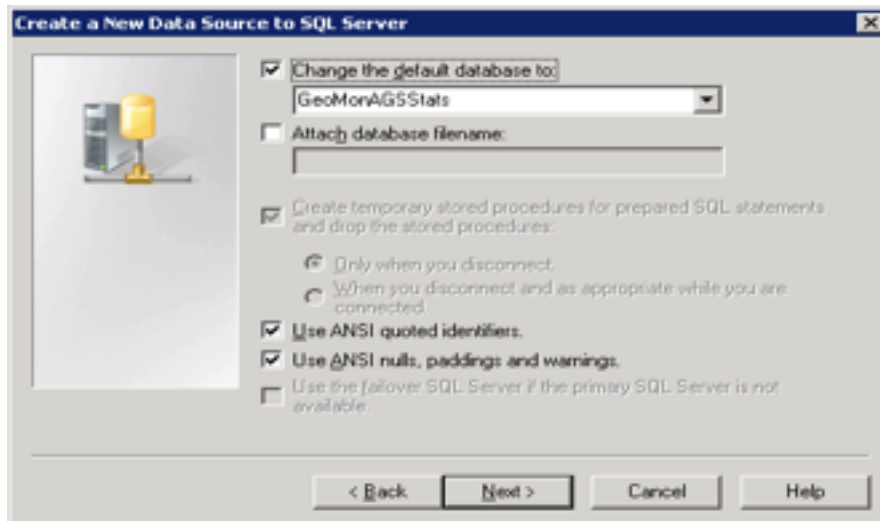 Create a New Data Source to SQL Server
Change the default database to:
GeoMonAGSStats
Attach database filename:
Create temporary stored procedures for prepared SQL statements
and drop the stored procedures:
Only when you disconnect.
When you disconnect and as appropriate while you are
connected.
Use ANSI quoted identifiers.
Use ANSI nulls, paddings and warnings.
Use the failover SQL Server if the primary SQL Server is not
available.
< Back
Next >
Cancel
Help